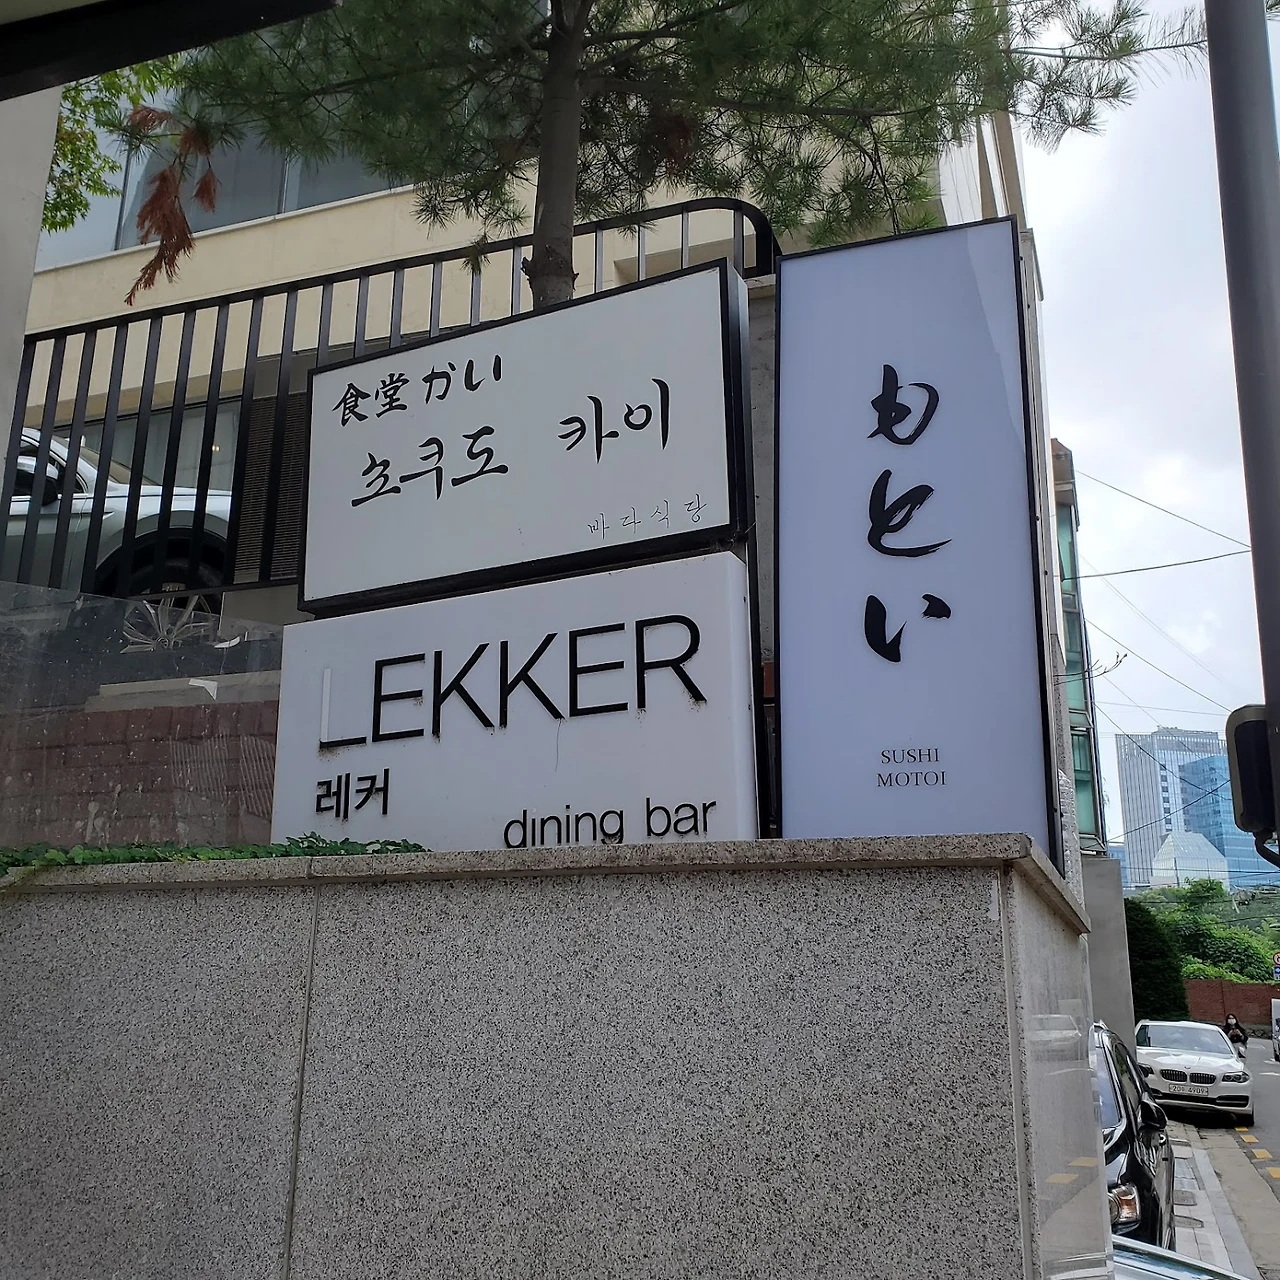 食堂かい
쇼쿠도 카이
바다식당
LEKKER
레커
dining bar
もとい
SUSHI
MOTOI